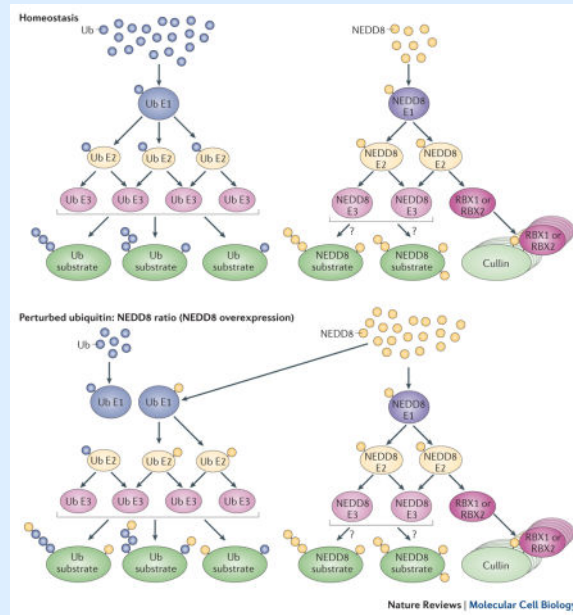 Homeostasis
Ub
NEDD8
Ub E1
NEDD8
E1
Ub E2
Ub E2
Ub E2
NEDD8
E2
NEDD8
E2
Ub E3
Ub E3
Ub E3
Ub E3
NEDD8
E3
NEDD8
E3
RBX1 or
RBX2
?
?
Ub
substrate
Ub
substrate
Ub
substrate
NEDD8
substrate
NEDD8
substrate
Cullin
RBX1 or
RBX2
Perturbed ubiquitin: NEDD8 ratio (NEDD8 overexpression)
Ub
NEDD8
Ub E1
Ub E1
NEDD8
E1
Ub E2
Ub E2
Ub E2
NEDD8
E2
NEDD8
E2
Ub E3
Ub E3
Ub E3
Ub E3
NEDD8
E3
NEDD8
E3
RBX1 or
RBX2
?
?
Ub
substrate
Ub
substrate
Ub
substrate
NEDD8
substrate
NEDD8
substrate
Cullin
RBX1 or
RBX2
Nature Reviews | Molecular Cell Biology